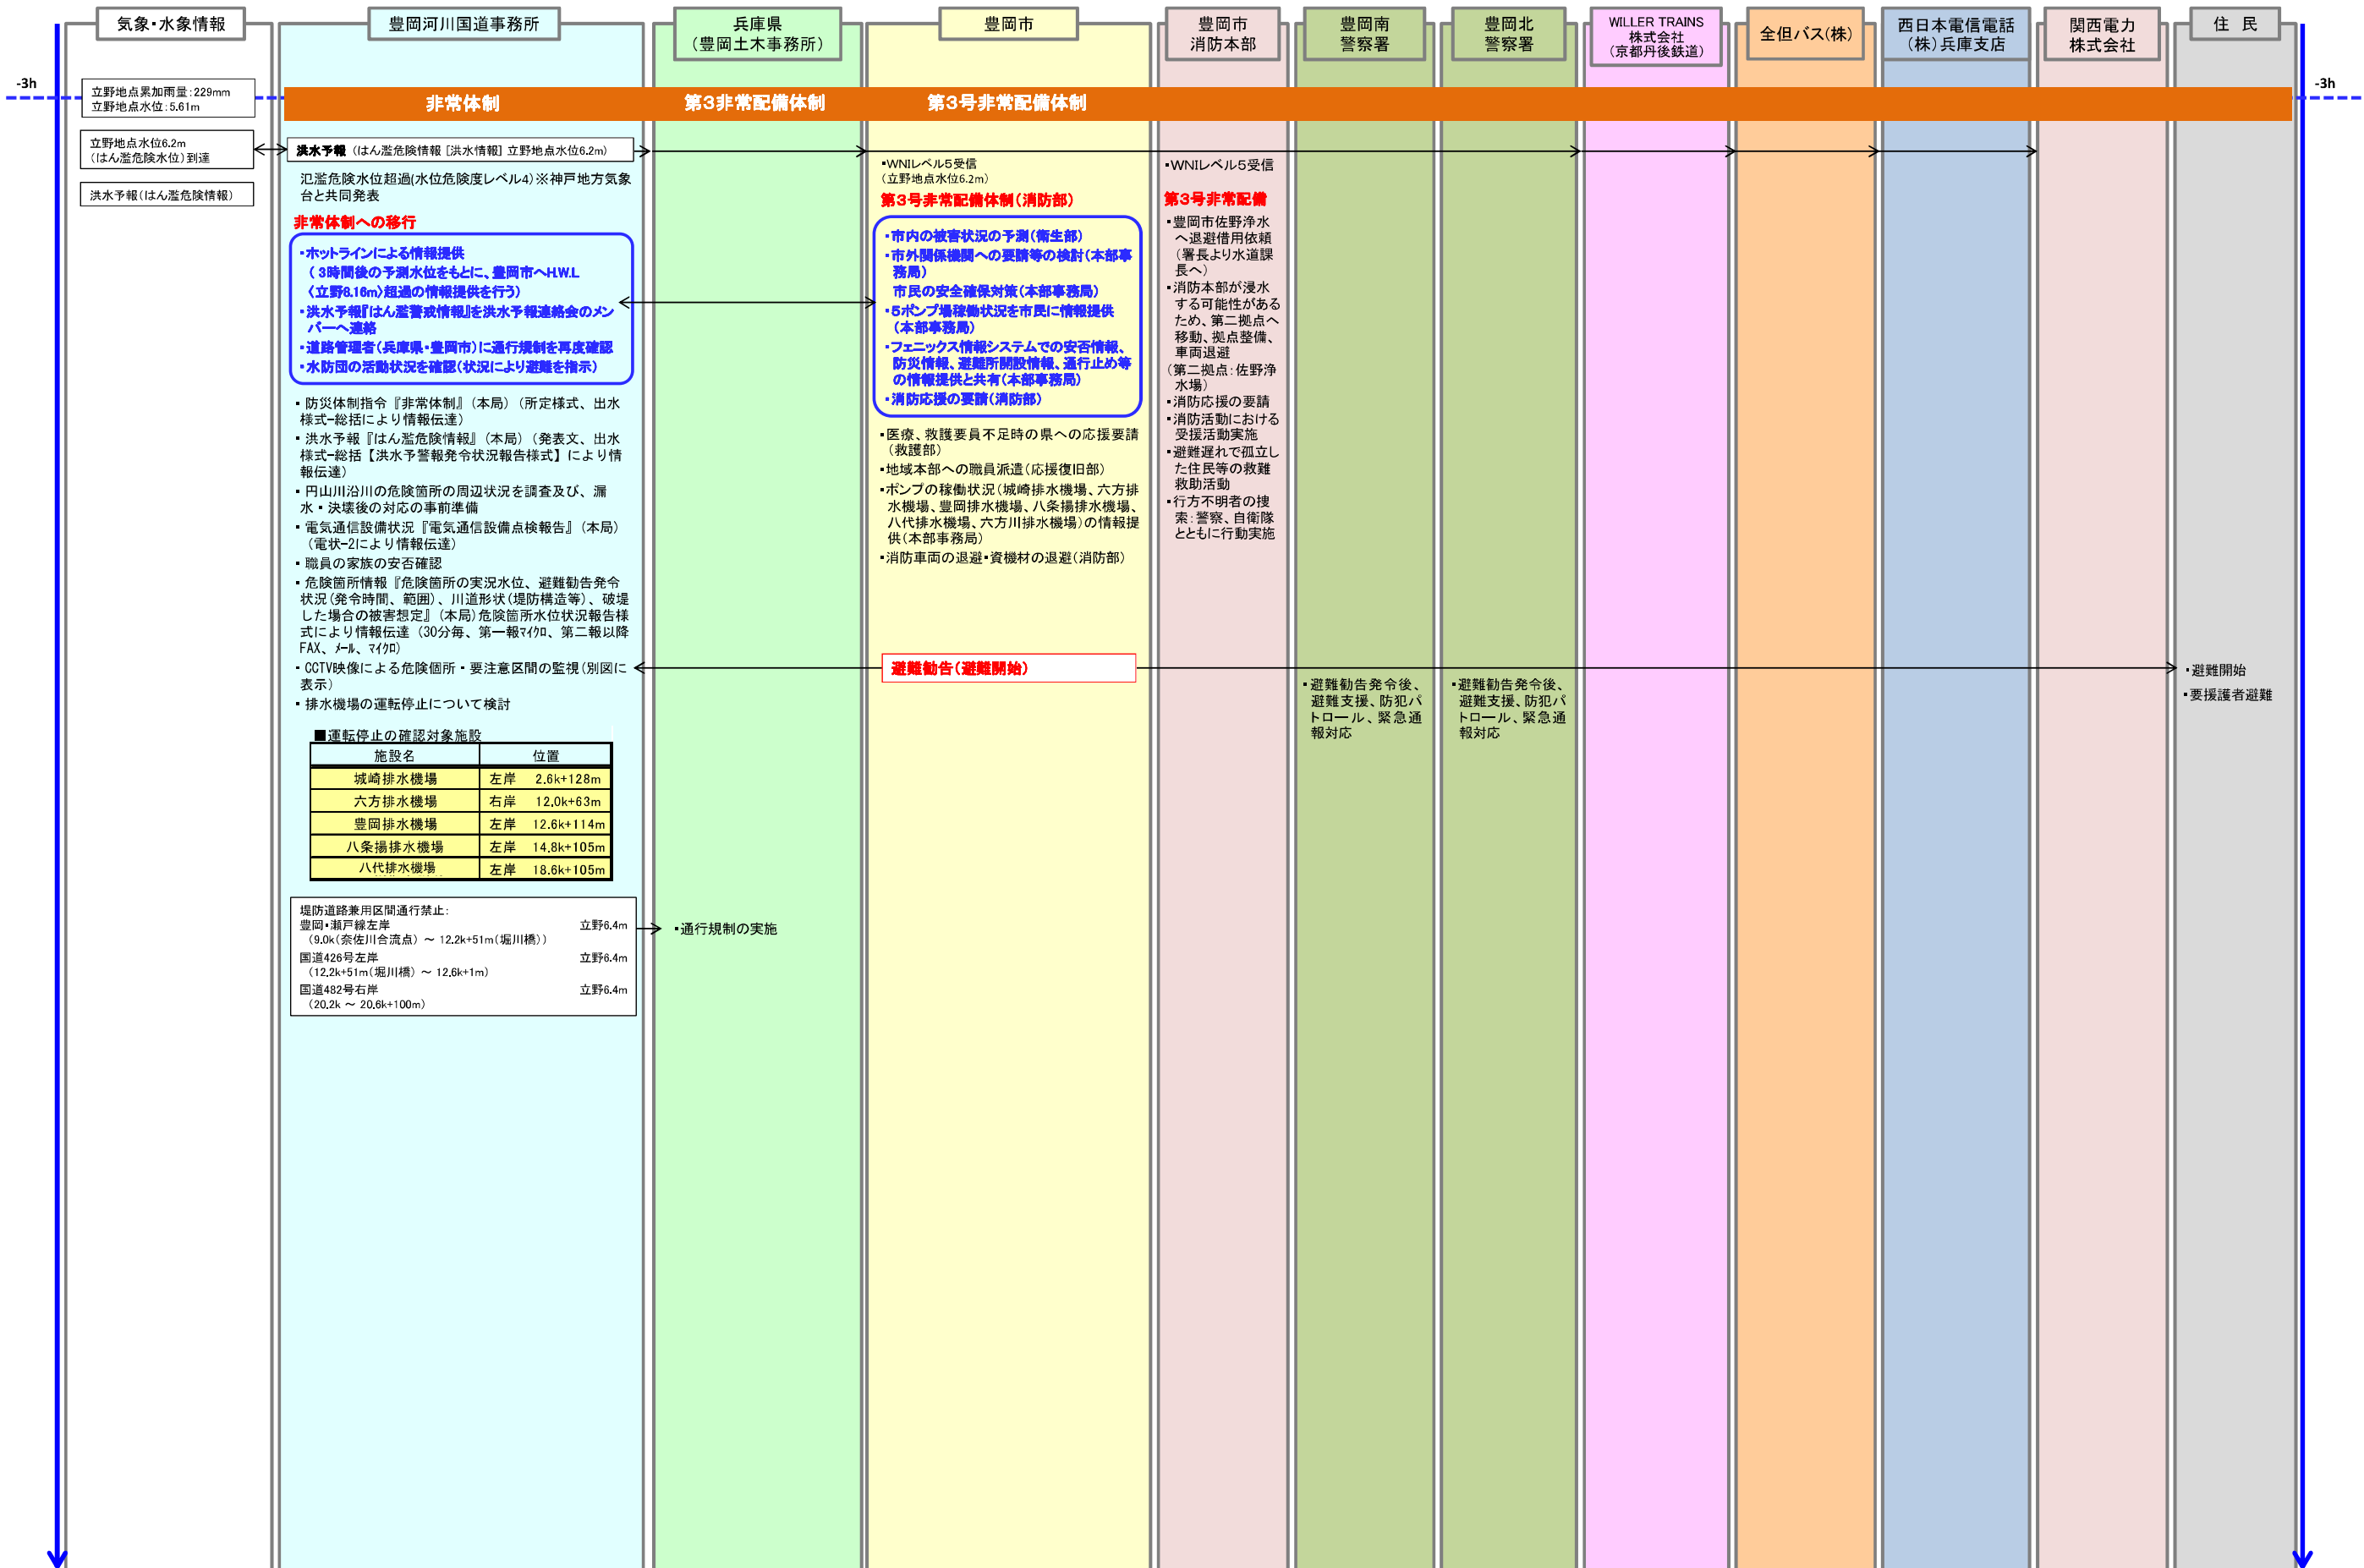 気象・水象情報
豊岡河川国道事務所
兵庫県
（豊岡土木事務所）
豊岡市
豊岡市
消防本部
豊岡南
警察署
豊岡北
警察署
WILLER TRAINS
株式会社
（京都丹後鉄道）
全但バス(株)
西日本電信電話
（株）兵庫支店
関西電力
株式会社
住　民
-3h
-3h
立野地点累加雨量：229mm
立野地点水位：5.61m
非常体制
第３非常配備体制
第３号非常配備体制
立野地点水位6.2m
（はん濫危険水位）到達
洪水予報（はん濫危険情報）
洪水予報（はん濫危険情報［洪水情報］立野地点水位6.2m）
氾濫危険水位超過(水位危険度レベル4)※神戸地方気象
台と共同発表
非常体制への移行
・ホットラインによる情報提供
（３時間後の予測水位をもとに、豊岡市へH.W.L
〈立野8.16m〉超過の情報提供を行う）
・洪水予報『はん濫警戒情報』を洪水予報連絡会のメン
バーへ連絡
・道路管理者（兵庫県・豊岡市）に通行規制を再度確認
・水防団の活動状況を確認（状況により避難を指示）
・防災体制指令『非常体制』（本局）（所定様式、出水
様式-総括により情報伝達）
・洪水予報『はん濫危険情報』（本局）（発表文、出水
様式-総括【洪水予警報発令状況報告様式】により情
報伝達）
・円山川沿川の危険箇所の周辺状況を調査及び、漏
水・決壊後の対応の事前準備
・電気通信設備状況『電気通信設備点検報告』（本局）
（電状-2により情報伝達）
・職員の家族の安否確認
・危険箇所情報『危険箇所の実況水位、避難勧告発令
状況(発令時間、範囲)、川道形状(堤防構造等)、破堤
した場合の被害想定』（本局)危険箇所水位状況報告様
式により情報伝達（30分毎、第一報ﾏｲｸﾛ、第二報以降
FAX、ﾒｰﾙ、ﾏｲｸﾛ）
・CCTV映像による危険個所・要注意区間の監視(別図に
表示）
・排水機場の運転停止について検討
■運転停止の確認対象施設
施設名　位置
城崎排水機場　左岸　2.6k+128m
六方排水機場　右岸　12.0k+63m
豊岡排水機場　左岸　12.6k+114m
八条揚排水機場　左岸　14.8k+105m
八代排水機場　左岸　18.6k+105m
堤防道路兼用区間通行禁止：
豊岡・瀬戸線左岸　立野6.4m
（9.0k（奈佐川合流点）～ 12.2k+51m（堀川橋））
国道426号左岸　立野6.4m
（12.2k+51m（堀川橋）～ 12.6k+1m）
国道482号右岸　立野6.4m
（20.2k ～ 20.6k+100m）
・通行規制の実施
・WNIレベル５受信
（立野地点水位6.2m）
第３号非常配備体制（消防部）
・市内の被害状況の予測（衛生部）
・市外関係機関への要請等の検討（本部事
務局）
市民の安全確保対策（本部事務局）
・５ポンプ場稼働状況を市民に情報提供
（本部事務局）
・フェニックス情報システムでの安否情報、
防災情報、避難所開設情報、通行止め等
の情報提供と共有（本部事務局）
・消防応援の要請（消防部）
・医療、救護要員不足時の県への応援要請
（救護部）
・地域本部への職員派遣（応援復旧部）
・ポンプの稼働状況（城崎排水機場、六方排
水機場、豊岡排水機場、八条揚排水機場、
八代排水機場、六方川排水機場）の情報提
供（本部事務局）
・消防車両の退避・資機材の退避（消防部）
避難勧告（避難開始）
・WNIレベル５受信
第３号非常配備
・豊岡市佐野浄水
へ退避借用依頼
（署長より水道課
長へ）
・消防本部が浸水
する可能性がある
ため、第二拠点へ
移動、拠点整備、
車両退避
（第二拠点：佐野浄
水場）
・消防応援の要請
・消防活動における
受援活動実施
・避難遅れで孤立し
た住民等の救難
救助活動
・行方不明者の捜
索：警察、自衛隊
とともに行動実施
・避難勧告発令後、
避難支援、防犯パ
トロール、緊急通
報対応
・避難勧告発令後、
避難支援、防犯パ
トロール、緊急通
報対応
・避難開始
・要援護者避難